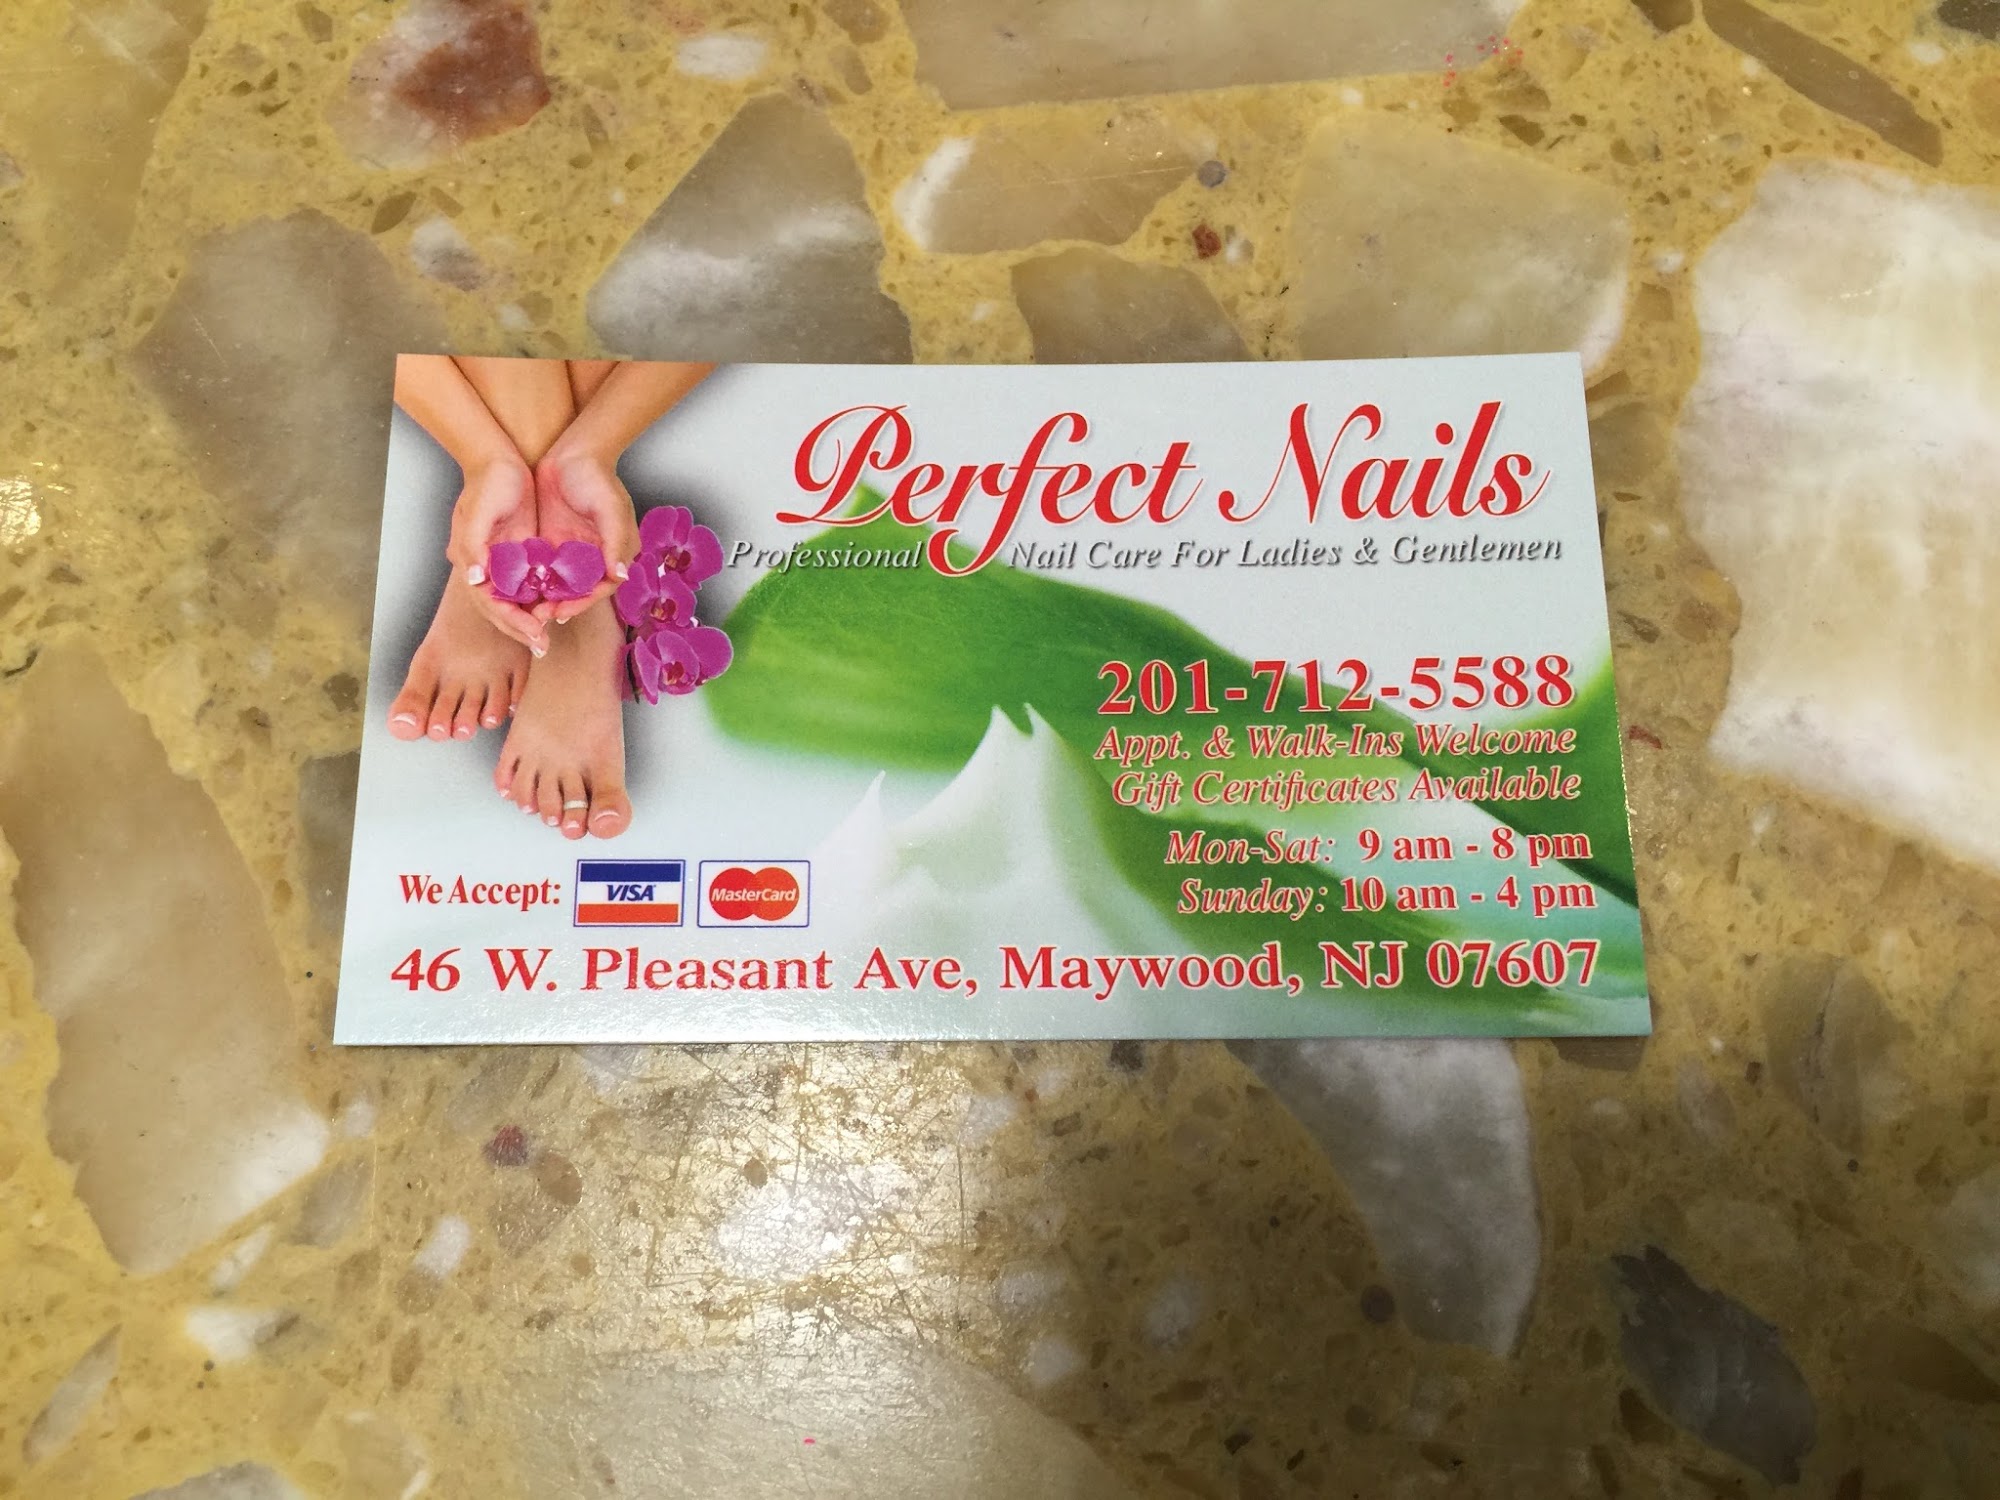 Perfect Nails
Professional Nail Care For Ladies & Gentlemen
201-712-5588
Appt. & Walk-Ins Welcome
Gift Certificates Available
Mon-Sat: 9 am - 8 pm
Sunday: 10 am - 4 pm
We Accept: VISA MasterCard
46 W. Pleasant Ave, Maywood, NJ 07607